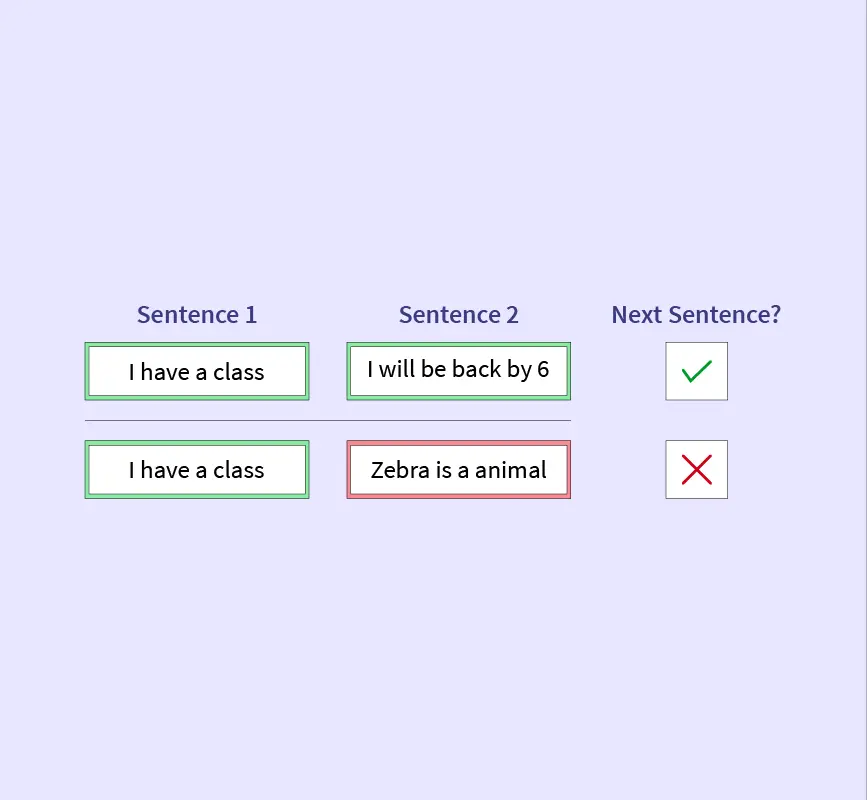 Sentence 1 Sentence 2 Next Sentence?
I have a class I will be back by 6
I have a class Zebra is a animal